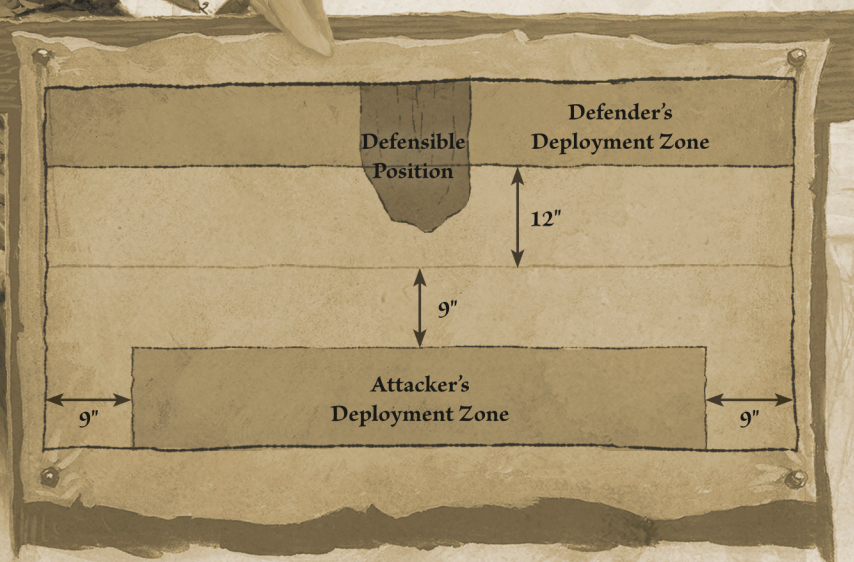 Defender’s
Deployment Zone
Defensible
Position
12"
9"
Attacker’s
Deployment Zone
9"
9"